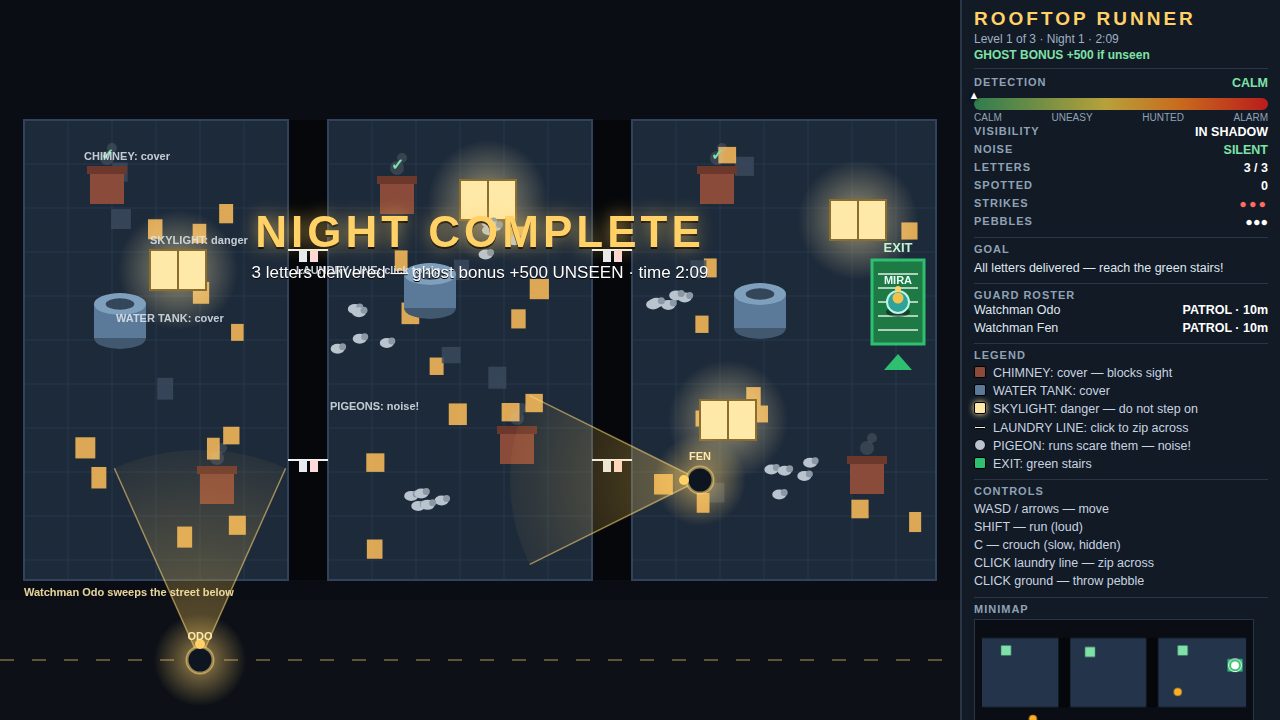 CHIMNEY: cover
SKYLIGHT: danger
WATER TANK: cover
NIGHT COMPLETE
3 letters delivered — ghost bonus +500 UNSEEN · time 2:09
LAUNDRY LINE: click
PIGEONS: noise!
EXIT
MIRA
FEN
Watchman Odo sweeps the street below
ODO
ROOFTOP RUNNER
Level 1 of 3 · Night 1 · 2:09
GHOST BONUS +500 if unseen
DETECTION CALM
CALM UNEASY HUNTED ALARM
VISIBILITY IN SHADOW
NOISE SILENT
LETTERS 3 / 3
SPOTTED 0
STRIKES ●●●
PEBBLES ●●●
GOAL
All letters delivered — reach the green stairs!
GUARD ROSTER
Watchman Odo PATROL · 10m
Watchman Fen PATROL · 10m
LEGEND
CHIMNEY: cover — blocks sight
WATER TANK: cover
SKYLIGHT: danger — do not step on
LAUNDRY LINE: click to zip across
PIGEON: runs scare them — noise!
EXIT: green stairs
CONTROLS
WASD / arrows — move
SHIFT — run (loud)
C — crouch (slow, hidden)
CLICK laundry line — zip across
CLICK ground — throw pebble
MINIMAP